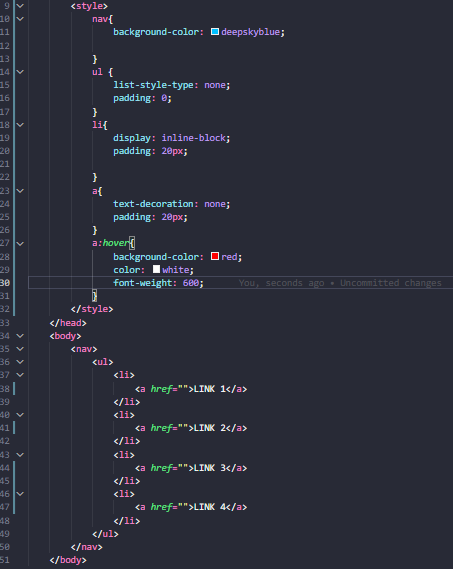 9 <style>
10 nav{
11 background-color: deepskyblue;
12
13 }
14 ul {
15 list-style-type: none;
16 padding: 0;
17 }
18 li{
19 display: inline-block;
20 padding: 20px;
21
22 }
23 a{
24 text-decoration: none;
25 padding: 20px;
26 }
27 a:hover{
28 background-color: red;
29 color: white;
30 font-weight: 600; You, seconds ago • Uncommitted changes
31 }
32 </style>
33 </head>
34 <body>
35 <nav>
36 <ul>
37 <li>
38 <a href="">LINK 1</a>
39 </li>
40 <li>
41 <a href="">LINK 2</a>
42 </li>
43 <li>
44 <a href="">LINK 3</a>
45 </li>
46 <li>
47 <a href="">LINK 4</a>
48 </li>
49 </ul>
50 </nav>
51 </body>